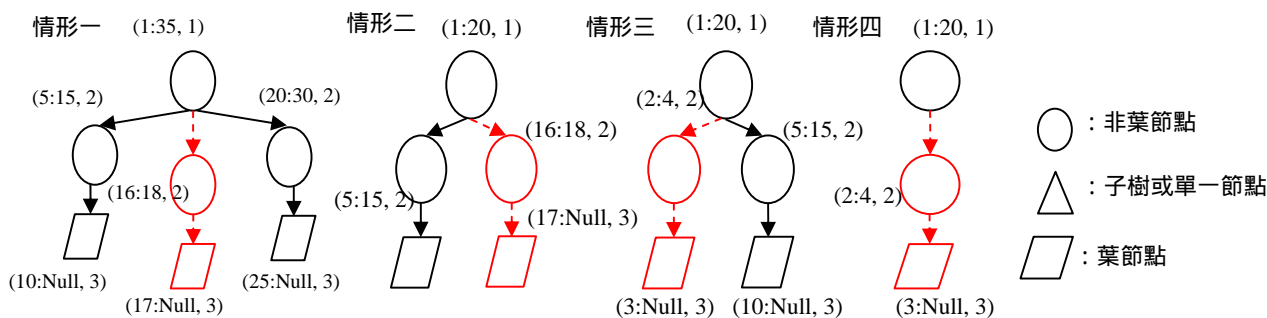 情形一 (1:35, 1)
(5:15, 2)
(20:30, 2)
(16:18, 2)
(10:Null, 3)
(17:Null, 3)
(25:Null, 3)
情形二 (1:20, 1)
(16:18, 2)
(5:15, 2)
(17:Null, 3)
情形三 (1:20, 1)
(2:4, 2)
(5:15, 2)
(3:Null, 3)
(10:Null, 3)
情形四 (1:20, 1)
(2:4, 2)
(3:Null, 3)
：非葉節點
：子樹或單一節點
：葉節點